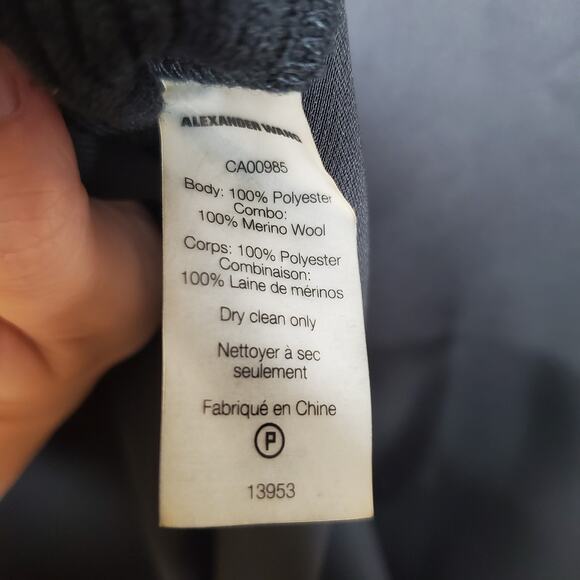 ALEXANDER WANG
CA00985
Body: 100% Polyester
Combo:
100% Merino Wool
Corps: 100% Polyester
Combinaison:
100% Laine de mérinos
Dry clean only
Nettoyer à sec
seulement
Fabriqué en Chine
P
13953